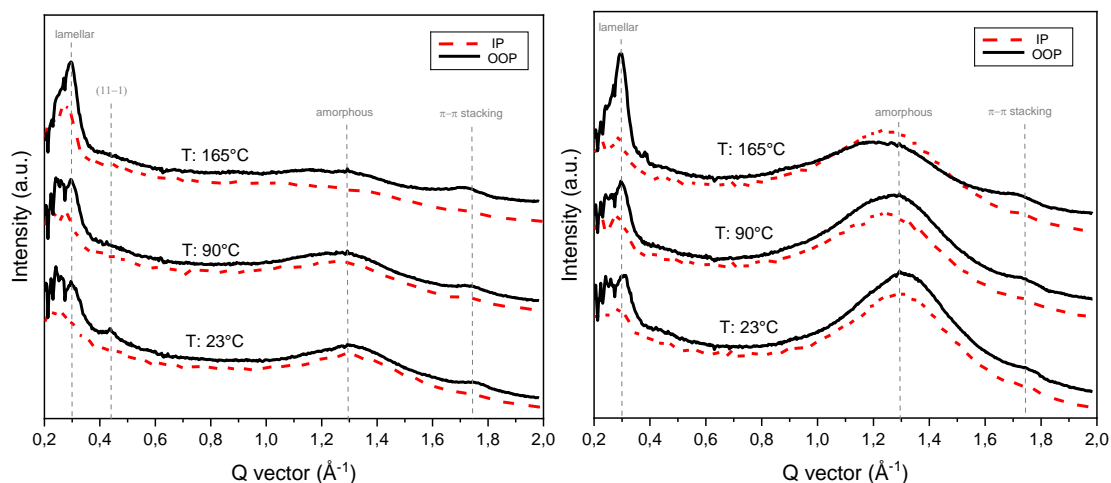 lamellar
(11−1)
amorphous
π−π stacking
IP
OOP
T: 165°C
T: 90°C
T: 23°C
Intensity (a.u.)
0,2 0,4 0,6 0,8 1,0 1,2 1,4 1,6 1,8 2,0
Q vector (Å⁻¹)
lamellar
amorphous
π−π stacking
IP
OOP
T: 165°C
T: 90°C
T: 23°C
Intensity (a.u.)
0,2 0,4 0,6 0,8 1,0 1,2 1,4 1,6 1,8 2,0
Q vector (Å⁻¹)